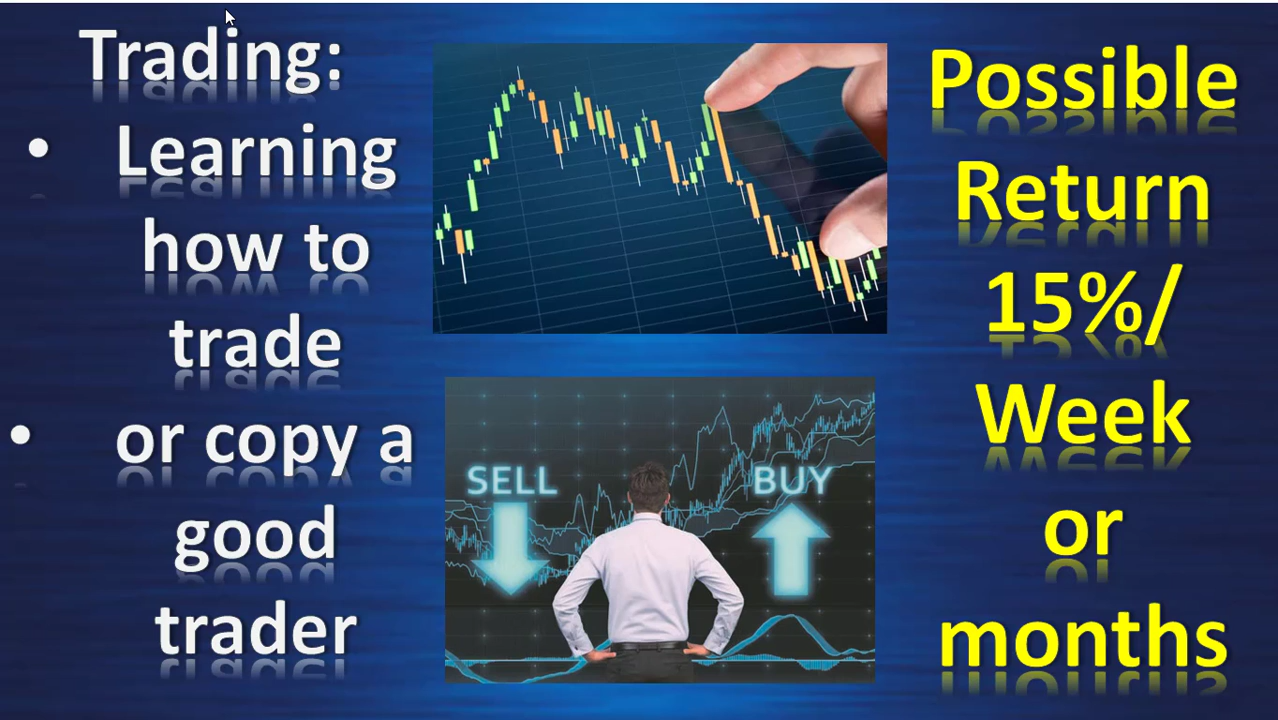 Trading:
• Learning
how to
trade
• or copy a
good
trader
SELL
BUY
Possible
Return
15%/
Week
or
months